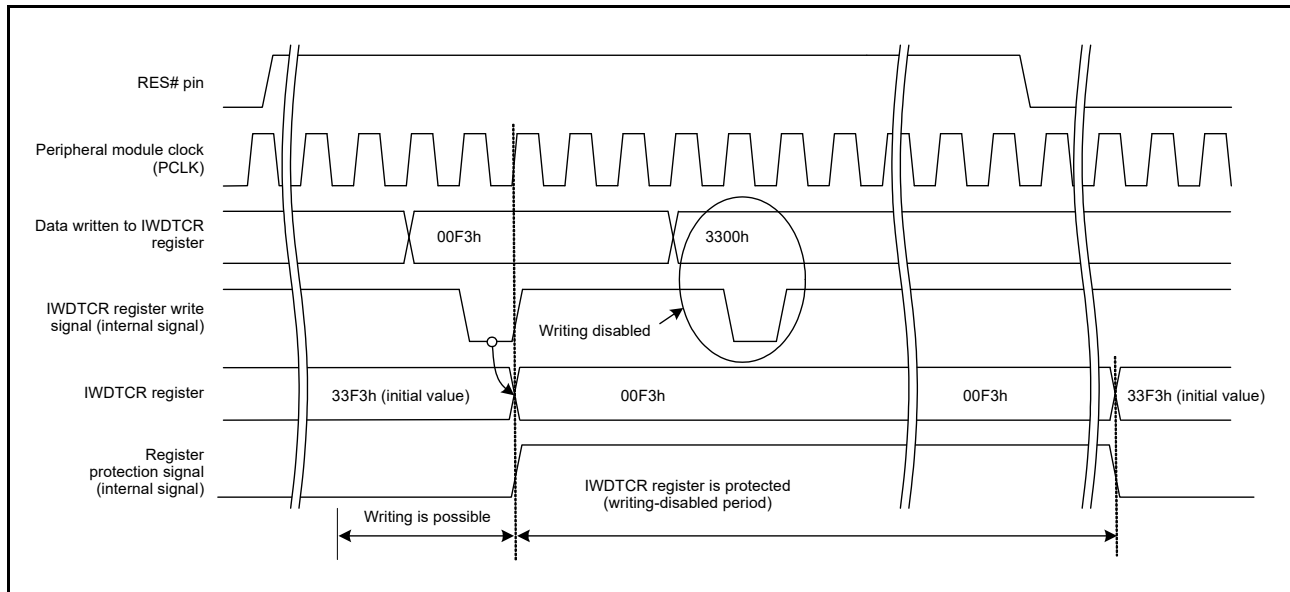 RES# pin
Peripheral module clock
(PCLK)
Data written to IWDTCR
register
00F3h
3300h
IWDTCR register write
signal (internal signal)
Writing disabled
IWDTCR register
33F3h (initial value)
00F3h
00F3h
33F3h (initial value)
Register
protection signal
(internal signal)
IWDTCR register is protected
(writing-disabled period)
Writing is possible